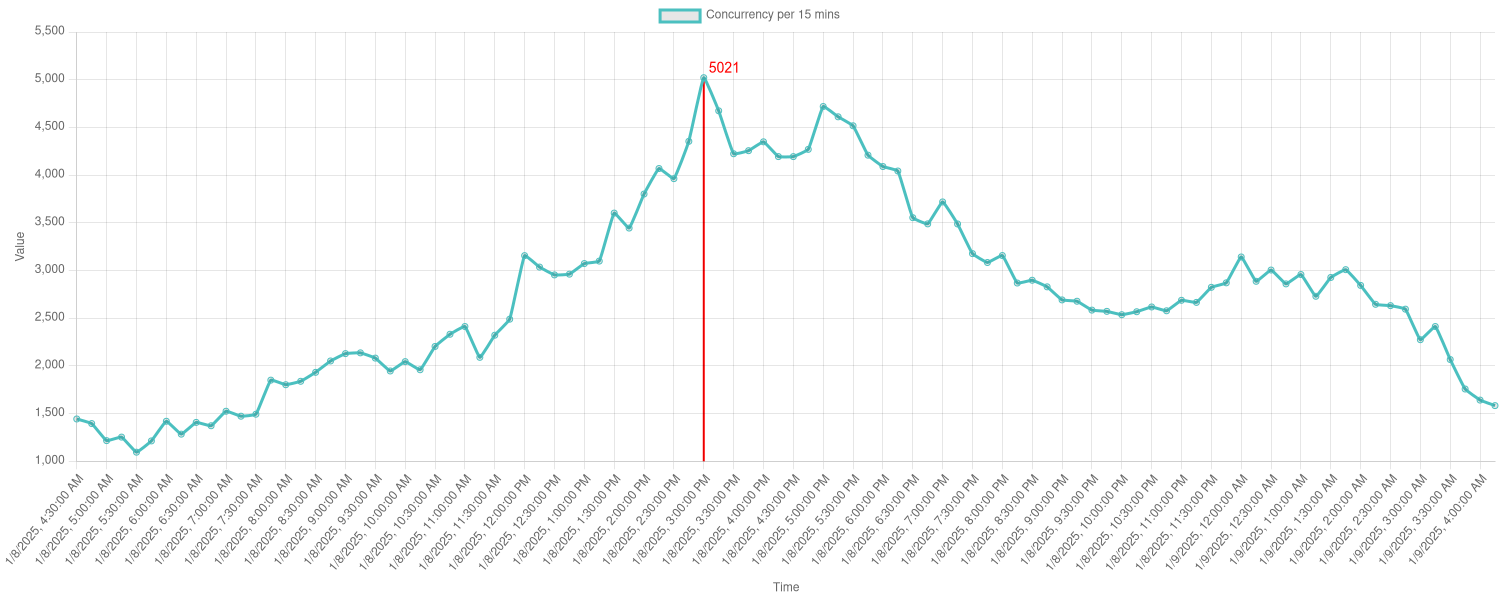 Concurrency per 15 mins
5,500
5,000
4,500
4,000
3,500
3,000
2,500
2,000
1,500
1,000
Value
5021
1/8/2025, 4:30:00 AM
1/8/2025, 5:00:00 AM
1/8/2025, 5:30:00 AM
1/8/2025, 6:00:00 AM
1/8/2025, 6:30:00 AM
1/8/2025, 7:00:00 AM
1/8/2025, 7:30:00 AM
1/8/2025, 8:00:00 AM
1/8/2025, 8:30:00 AM
1/8/2025, 9:00:00 AM
1/8/2025, 9:30:00 AM
1/8/2025, 10:00:00 AM
1/8/2025, 10:30:00 AM
1/8/2025, 11:00:00 AM
1/8/2025, 11:30:00 AM
1/8/2025, 12:00:00 PM
1/8/2025, 12:30:00 PM
1/8/2025, 1:00:00 PM
1/8/2025, 1:30:00 PM
1/8/2025, 2:00:00 PM
1/8/2025, 2:30:00 PM
1/8/2025, 3:00:00 PM
1/8/2025, 3:30:00 PM
1/8/2025, 4:00:00 PM
1/8/2025, 4:30:00 PM
1/8/2025, 5:00:00 PM
1/8/2025, 5:30:00 PM
1/8/2025, 6:00:00 PM
1/8/2025, 6:30:00 PM
1/8/2025, 7:00:00 PM
1/8/2025, 7:30:00 PM
1/8/2025, 8:00:00 PM
1/8/2025, 8:30:00 PM
1/8/2025, 9:00:00 PM
1/8/2025, 9:30:00 PM
1/8/2025, 10:00:00 PM
1/8/2025, 10:30:00 PM
1/8/2025, 11:00:00 PM
1/8/2025, 11:30:00 PM
1/9/2025, 12:00:00 AM
1/9/2025, 12:30:00 AM
1/9/2025, 1:00:00 AM
1/9/2025, 1:30:00 AM
1/9/2025, 2:00:00 AM
1/9/2025, 2:30:00 AM
1/9/2025, 3:00:00 AM
1/9/2025, 3:30:00 AM
1/9/2025, 4:00:00 AM
Time